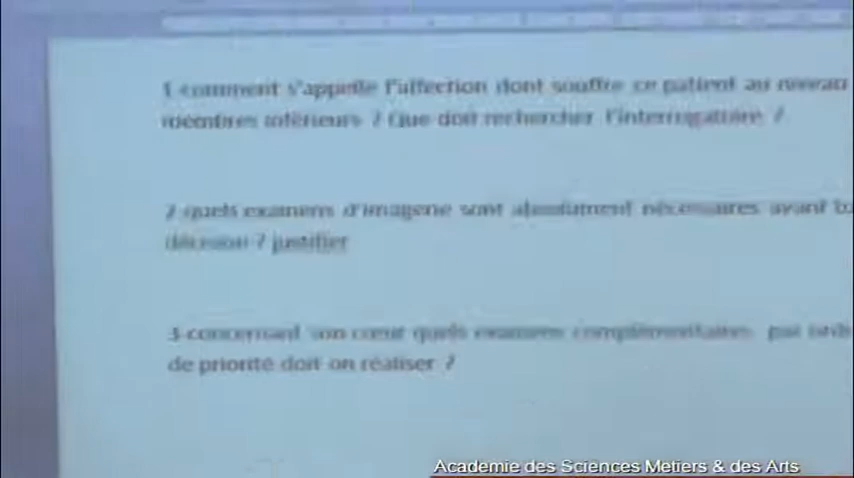 1 comment s'appelle l'affection dont souffre ce patient au niveau
membres inférieurs ? Que doit rechercher l'interrogatoire ?
2 quels examens d'imagerie sont absolument nécessaires avant
décision ? justifier
3 concernant son cœur quels examens complémentaires par
de priorité doit on réaliser ?
Academie des Sciences Metiers & des Arts